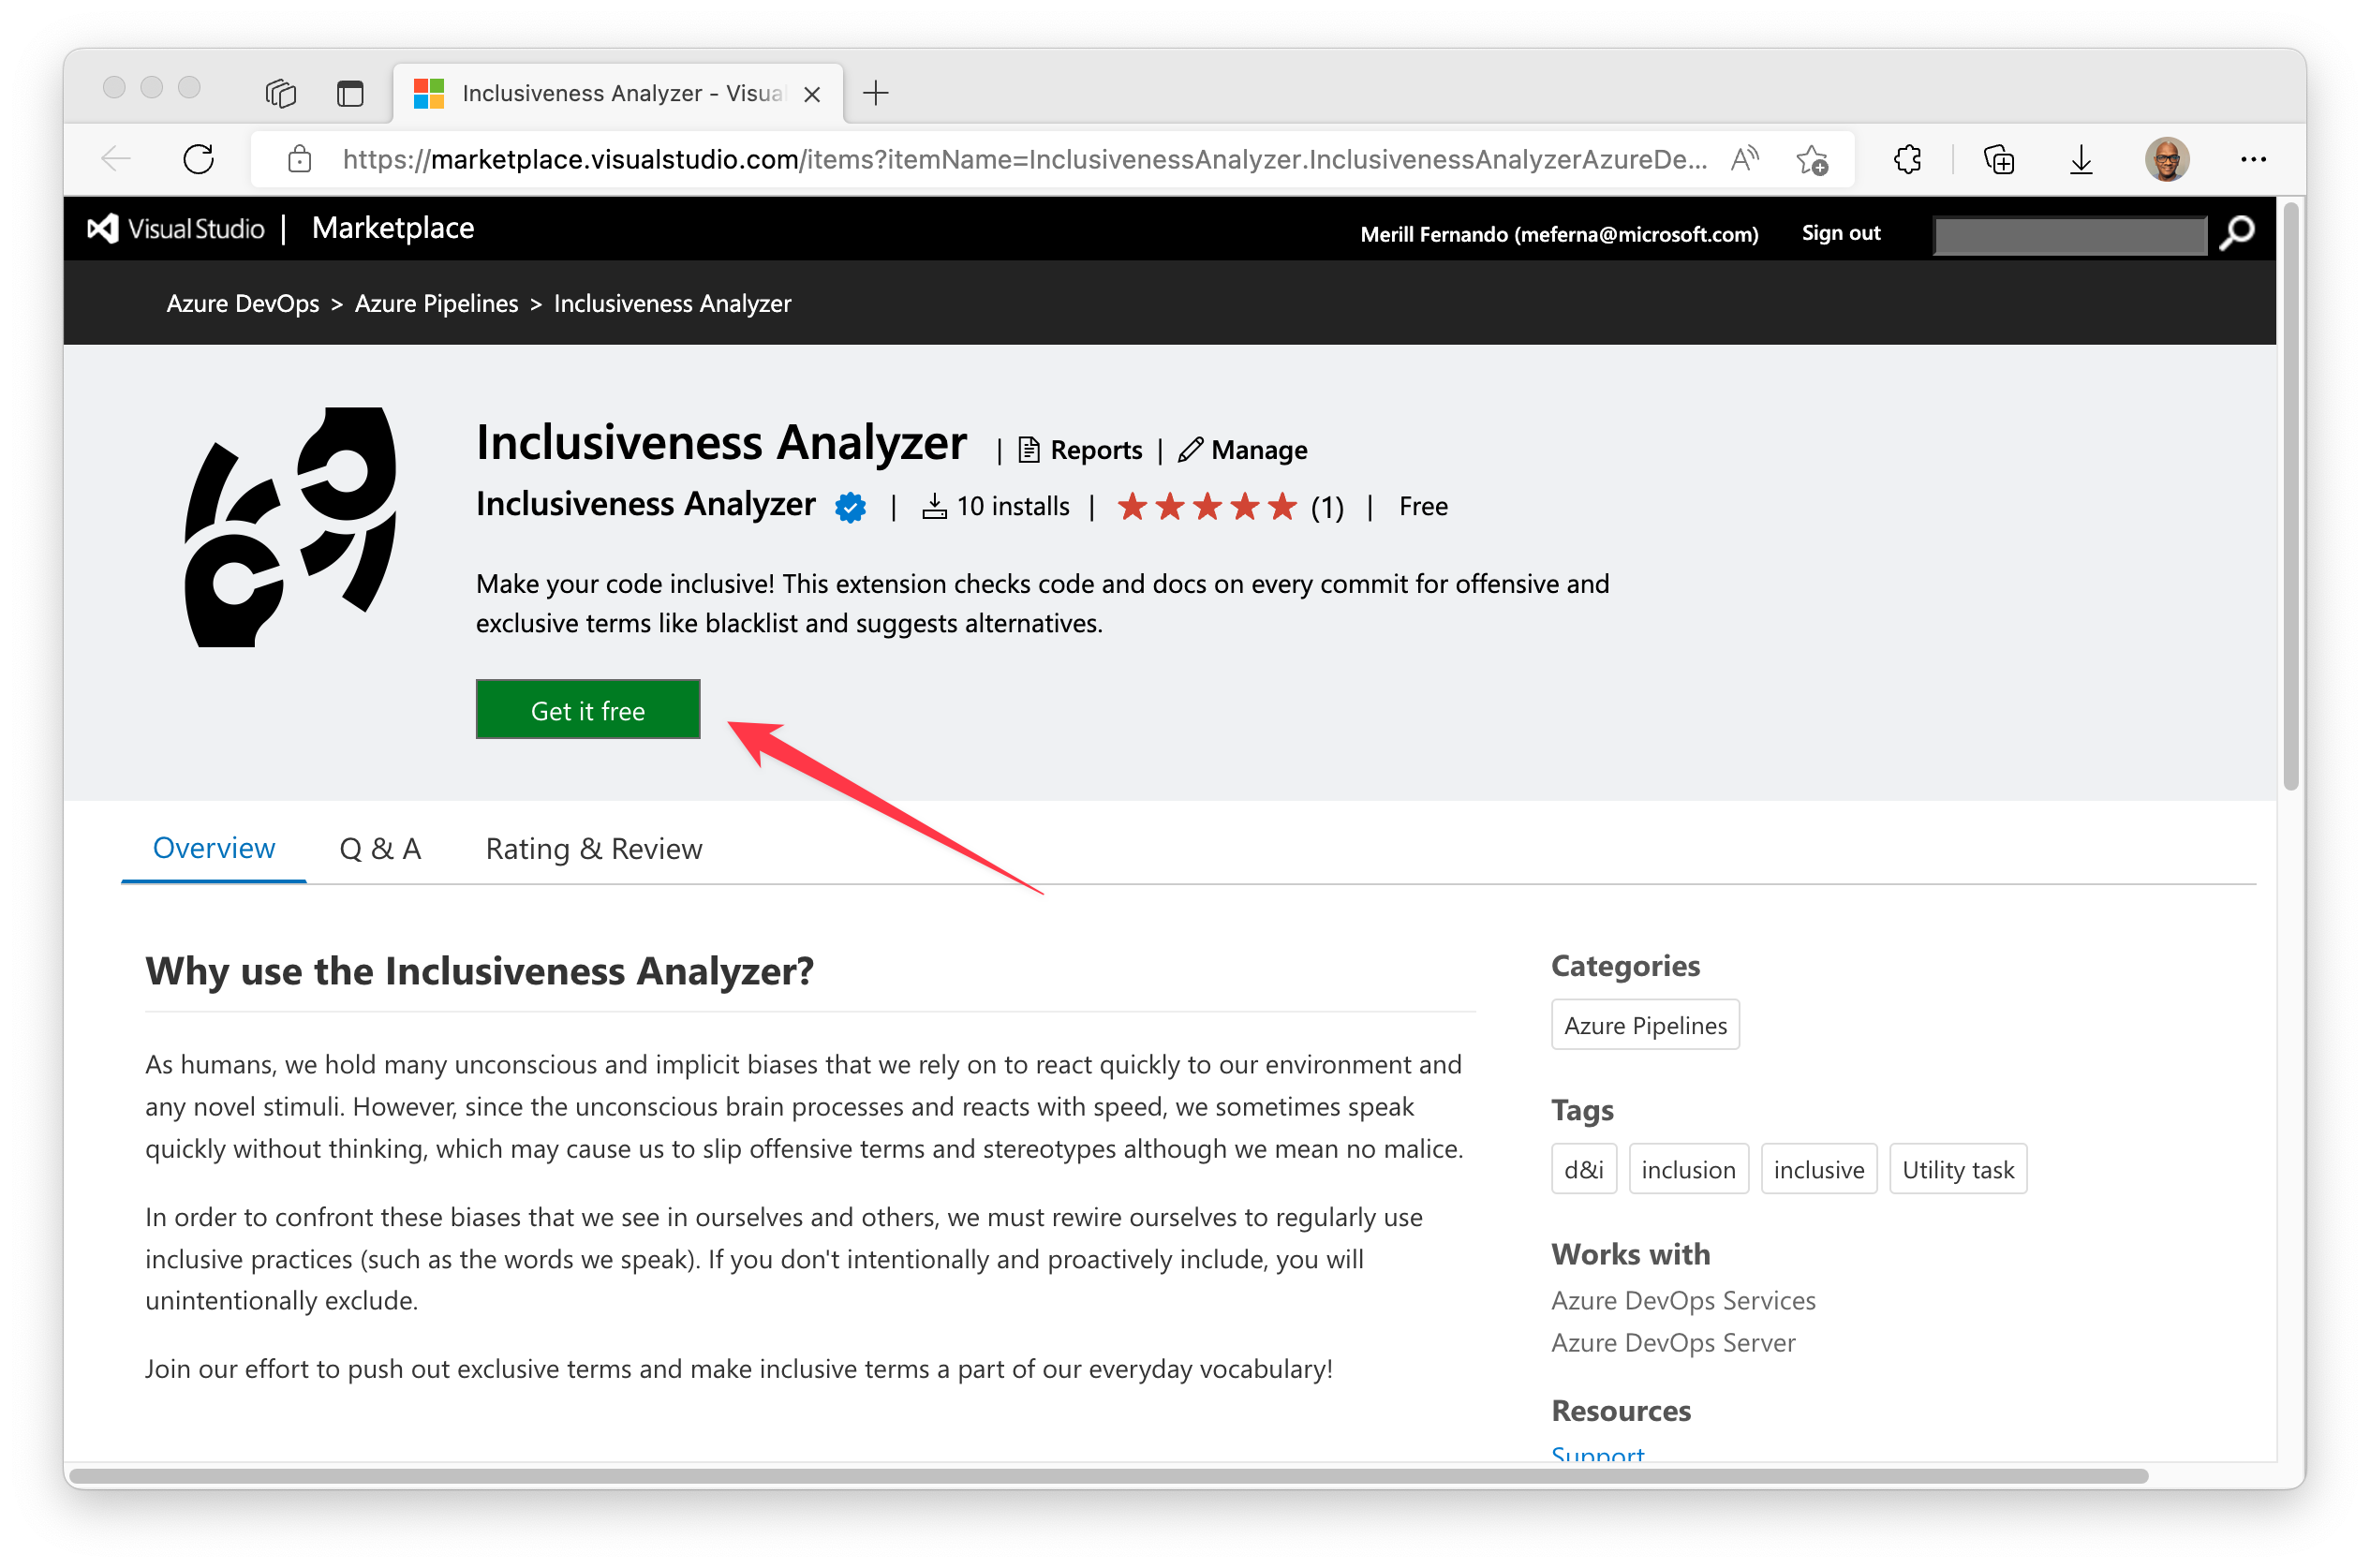 Inclusiveness Analyzer - Visual
https://marketplace.visualstudio.com/items?itemName=InclusivenessAnalyzer.InclusivenessAnalyzerAzureDe...
Visual Studio | Marketplace
Merill Fernando (meferna@microsoft.com) Sign out
Azure DevOps > Azure Pipelines > Inclusiveness Analyzer
Inclusiveness Analyzer | Reports | Manage
Inclusiveness Analyzer | 10 installs | (1) | Free
Make your code inclusive! This extension checks code and docs on every commit for offensive and
exclusive terms like blacklist and suggests alternatives.
Get it free
Overview Q & A Rating & Review
Why use the Inclusiveness Analyzer?
As humans, we hold many unconscious and implicit biases that we rely on to react quickly to our environment and
any novel stimuli. However, since the unconscious brain processes and reacts with speed, we sometimes speak
quickly without thinking, which may cause us to slip offensive terms and stereotypes although we mean no malice.
In order to confront these biases that we see in ourselves and others, we must rewire ourselves to regularly use
inclusive practices (such as the words we speak). If you don't intentionally and proactively include, you will
unintentionally exclude.
Join our effort to push out exclusive terms and make inclusive terms a part of our everyday vocabulary!
Categories
Azure Pipelines
Tags
d&i inclusion inclusive Utility task
Works with
Azure DevOps Services
Azure DevOps Server
Resources
Support